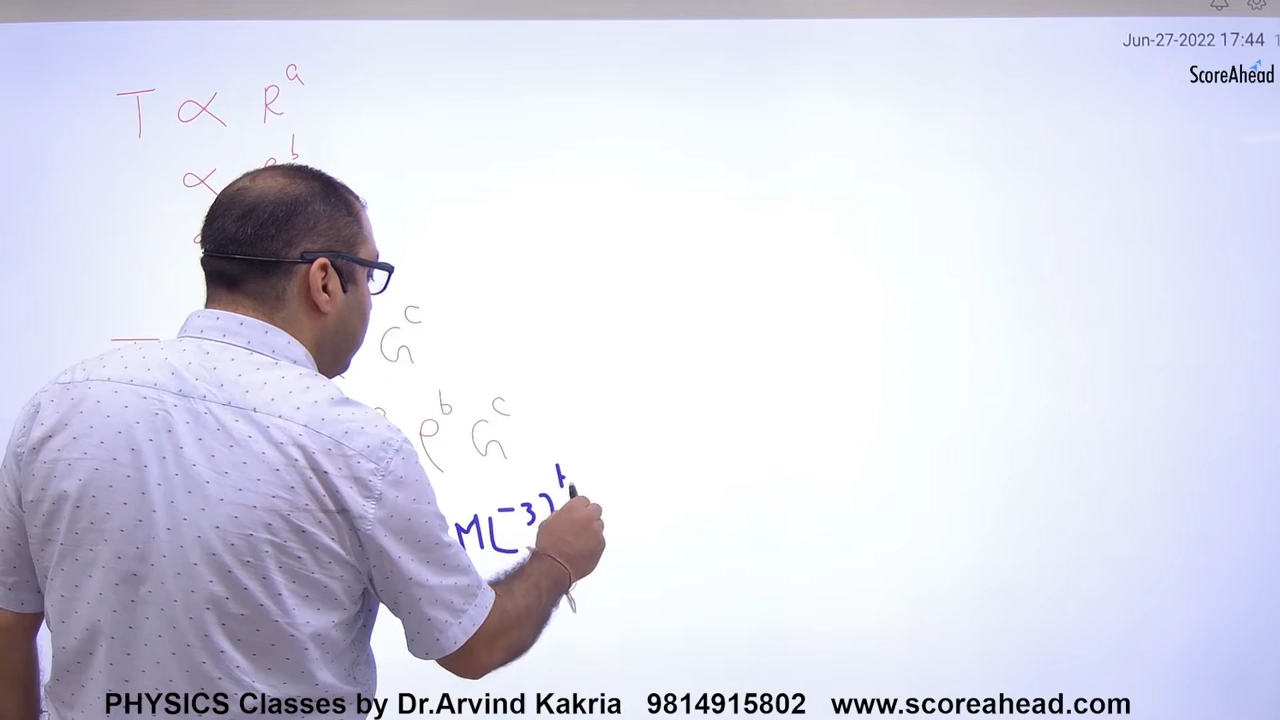 Jun-27-2022 17:44
ScoreAhead
T ∝ R^a
∝ ρ^b
G^c
ρ^b G^c
ML^-3)^b
PHYSICS Classes by Dr.Arvind Kakria 9814915802 www.scoreahead.com